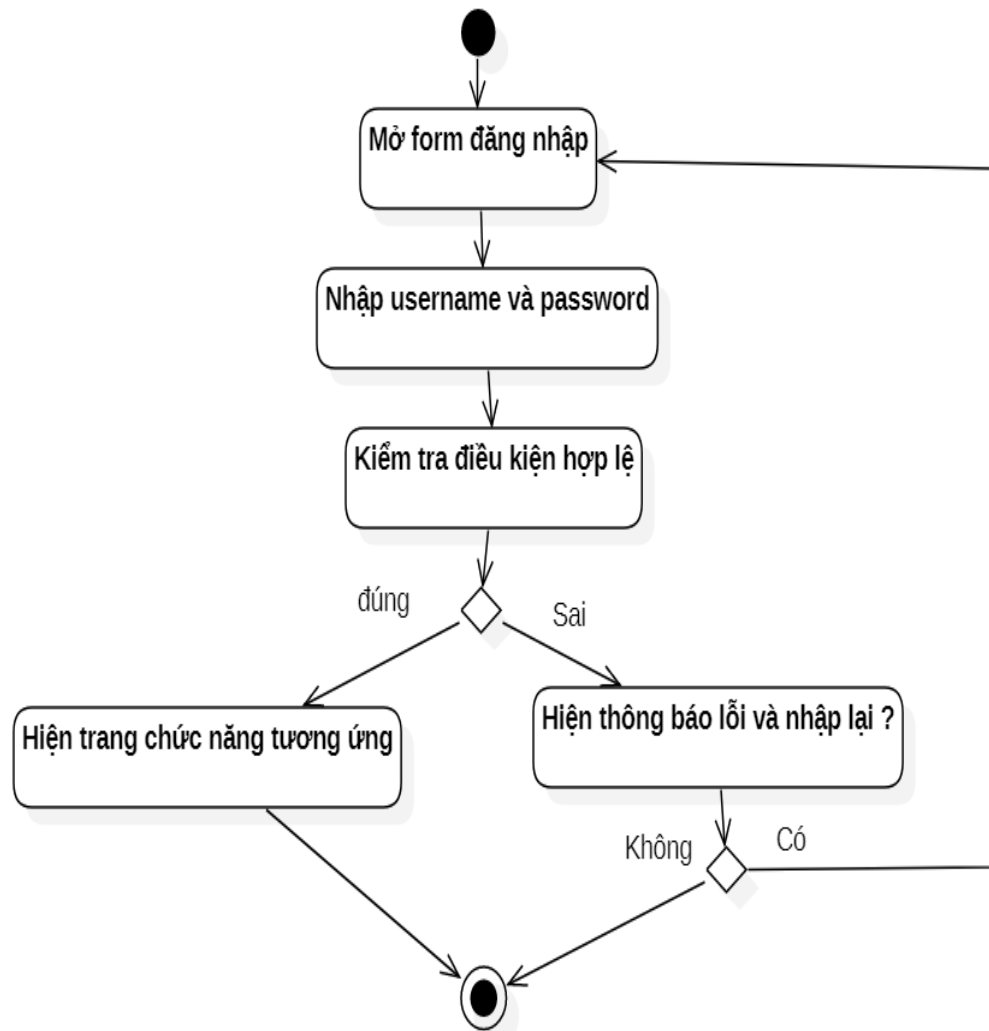 Mở form đăng nhập
Nhập username và password
Kiểm tra điều kiện hợp lệ
đúng
Sai
Hiện trang chức năng tương ứng
Hiện thông báo lỗi và nhập lại ?
Không
Có